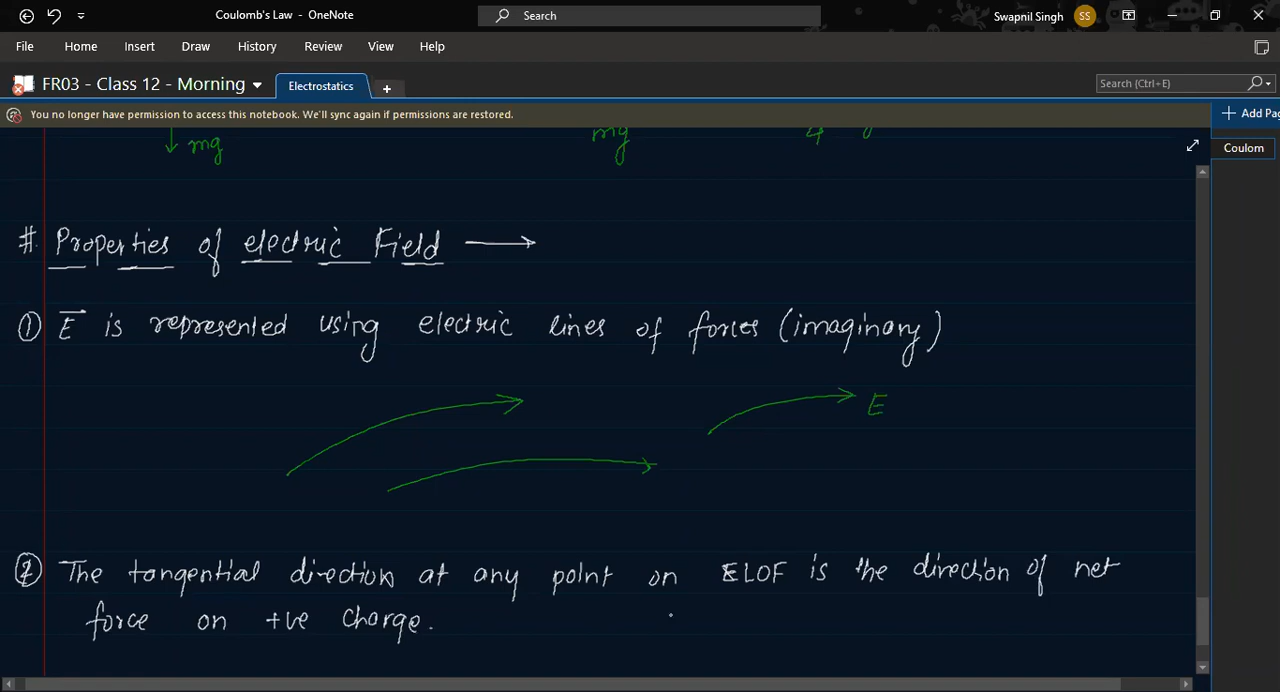 Coulomb's Law - OneNote
Search
Swapnil Singh
SS
File Home Insert Draw History Review View Help
FR03 - Class 12 - Morning
Electrostatics
+
Search (Ctrl+E)
You no longer have permission to access this notebook. We'll sync again if permissions are restored.
+ Add Pag
Coulom
mg
mg
# Properties of electric Field
① E is represented using electric lines of forces (imaginary)
E
② The tangential direction at any point on ELOF is the direction of net
force on +ve charge.